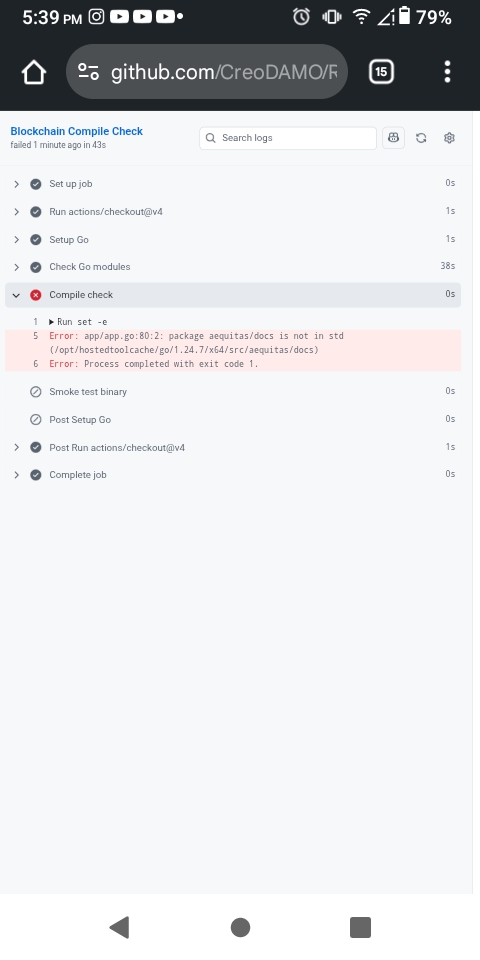 5:39 PM
79%
github.com/CreoDAMO/R
15
Blockchain Compile Check
failed 1 minute ago in 43s
Search logs
Set up job 0s
Run actions/checkout@v4 1s
Setup Go 1s
Check Go modules 38s
Compile check 0s
1 Run set -e
5 Error: app/app.go:80:2: package aequitas/docs is not in std
(/opt/hostedtoolcache/go/1.24.7/x64/src/aequitas/docs)
6 Error: Process completed with exit code 1.
Smoke test binary 0s
Post Setup Go 0s
Post Run actions/checkout@v4 1s
Complete job 0s